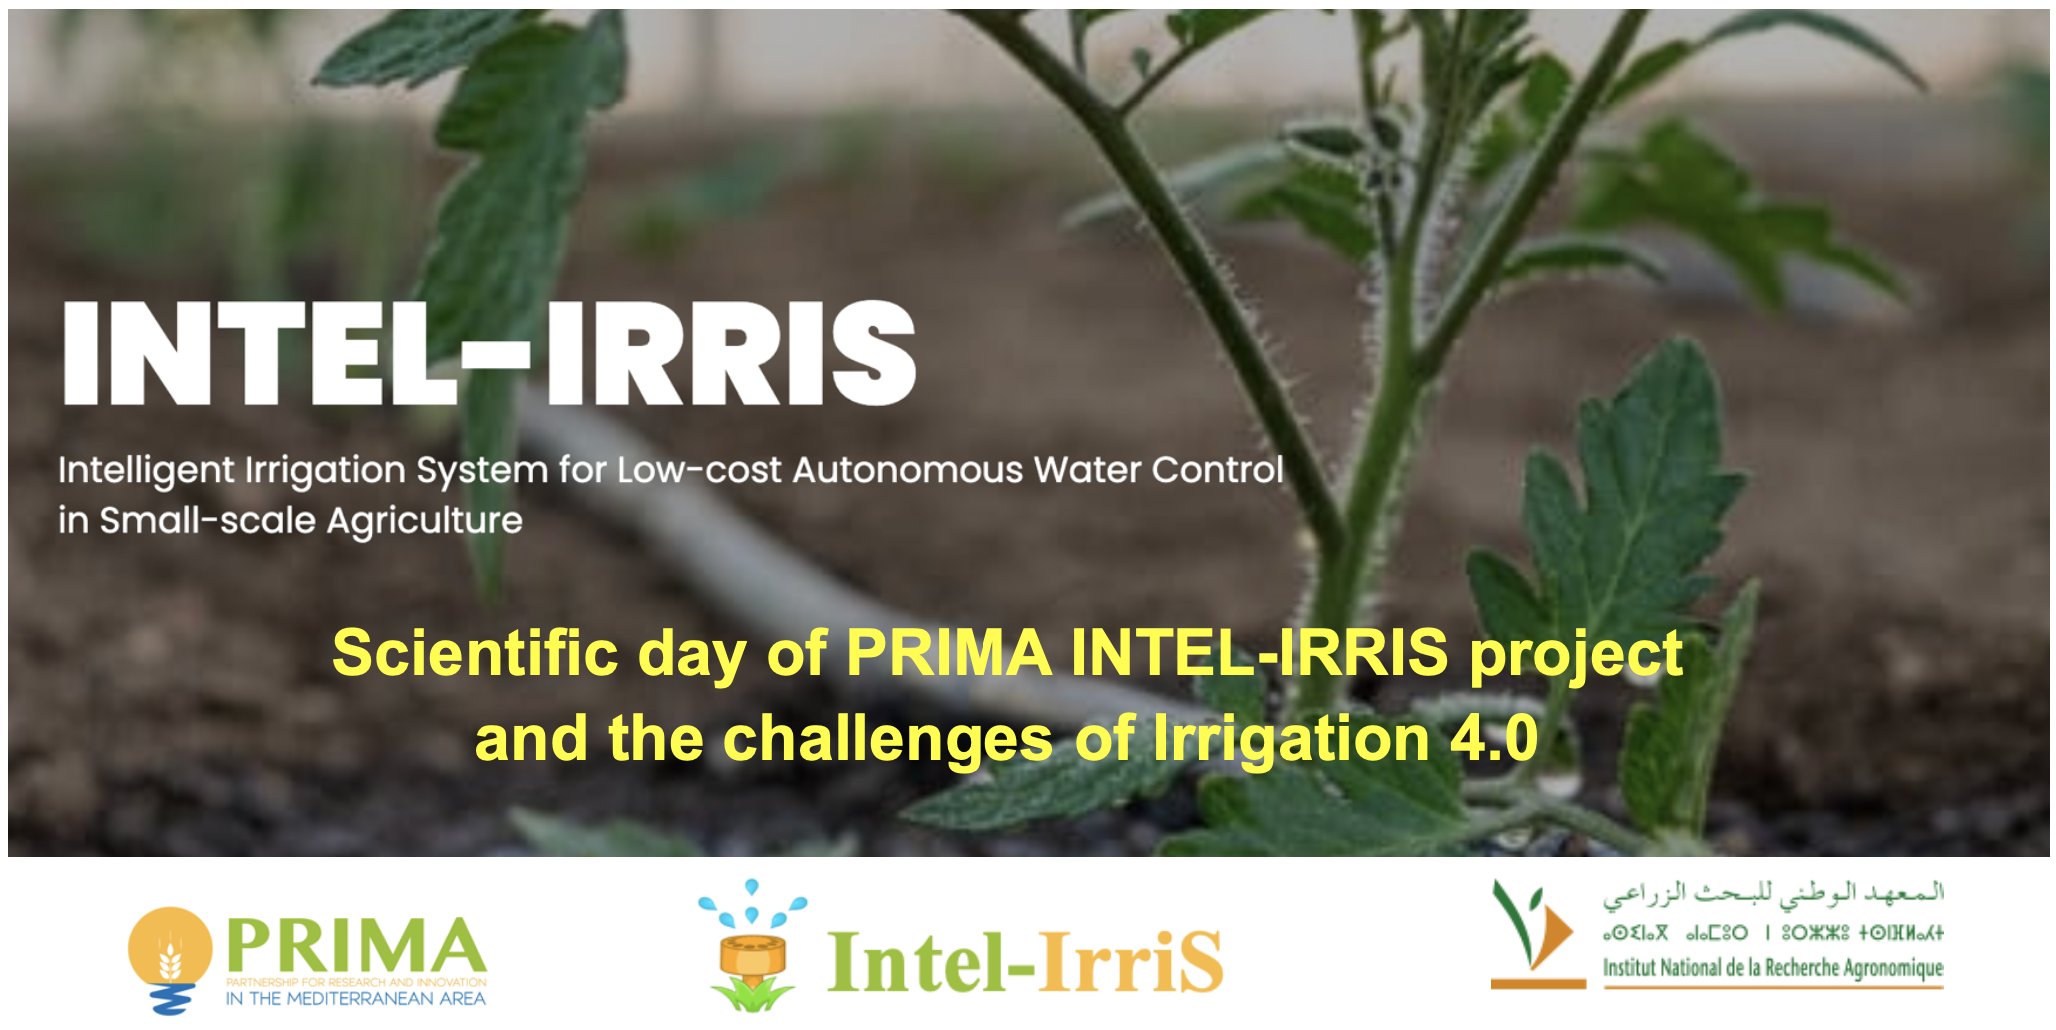 INTEL-IRRIS
Intelligent Irrigation System for Low-cost Autonomous Water Control
in Small-scale Agriculture
Scientific day of PRIMA INTEL-IRRIS project
and the challenges of Irrigation 4.0
PRIMA
PARTNERSHIP FOR RESEARCH AND INNOVATION
IN THE MEDITERRANEAN AREA
Intel-IrriS
المعهد الوطني للبحث الزراعي
Institut National de la Recherche Agronomique